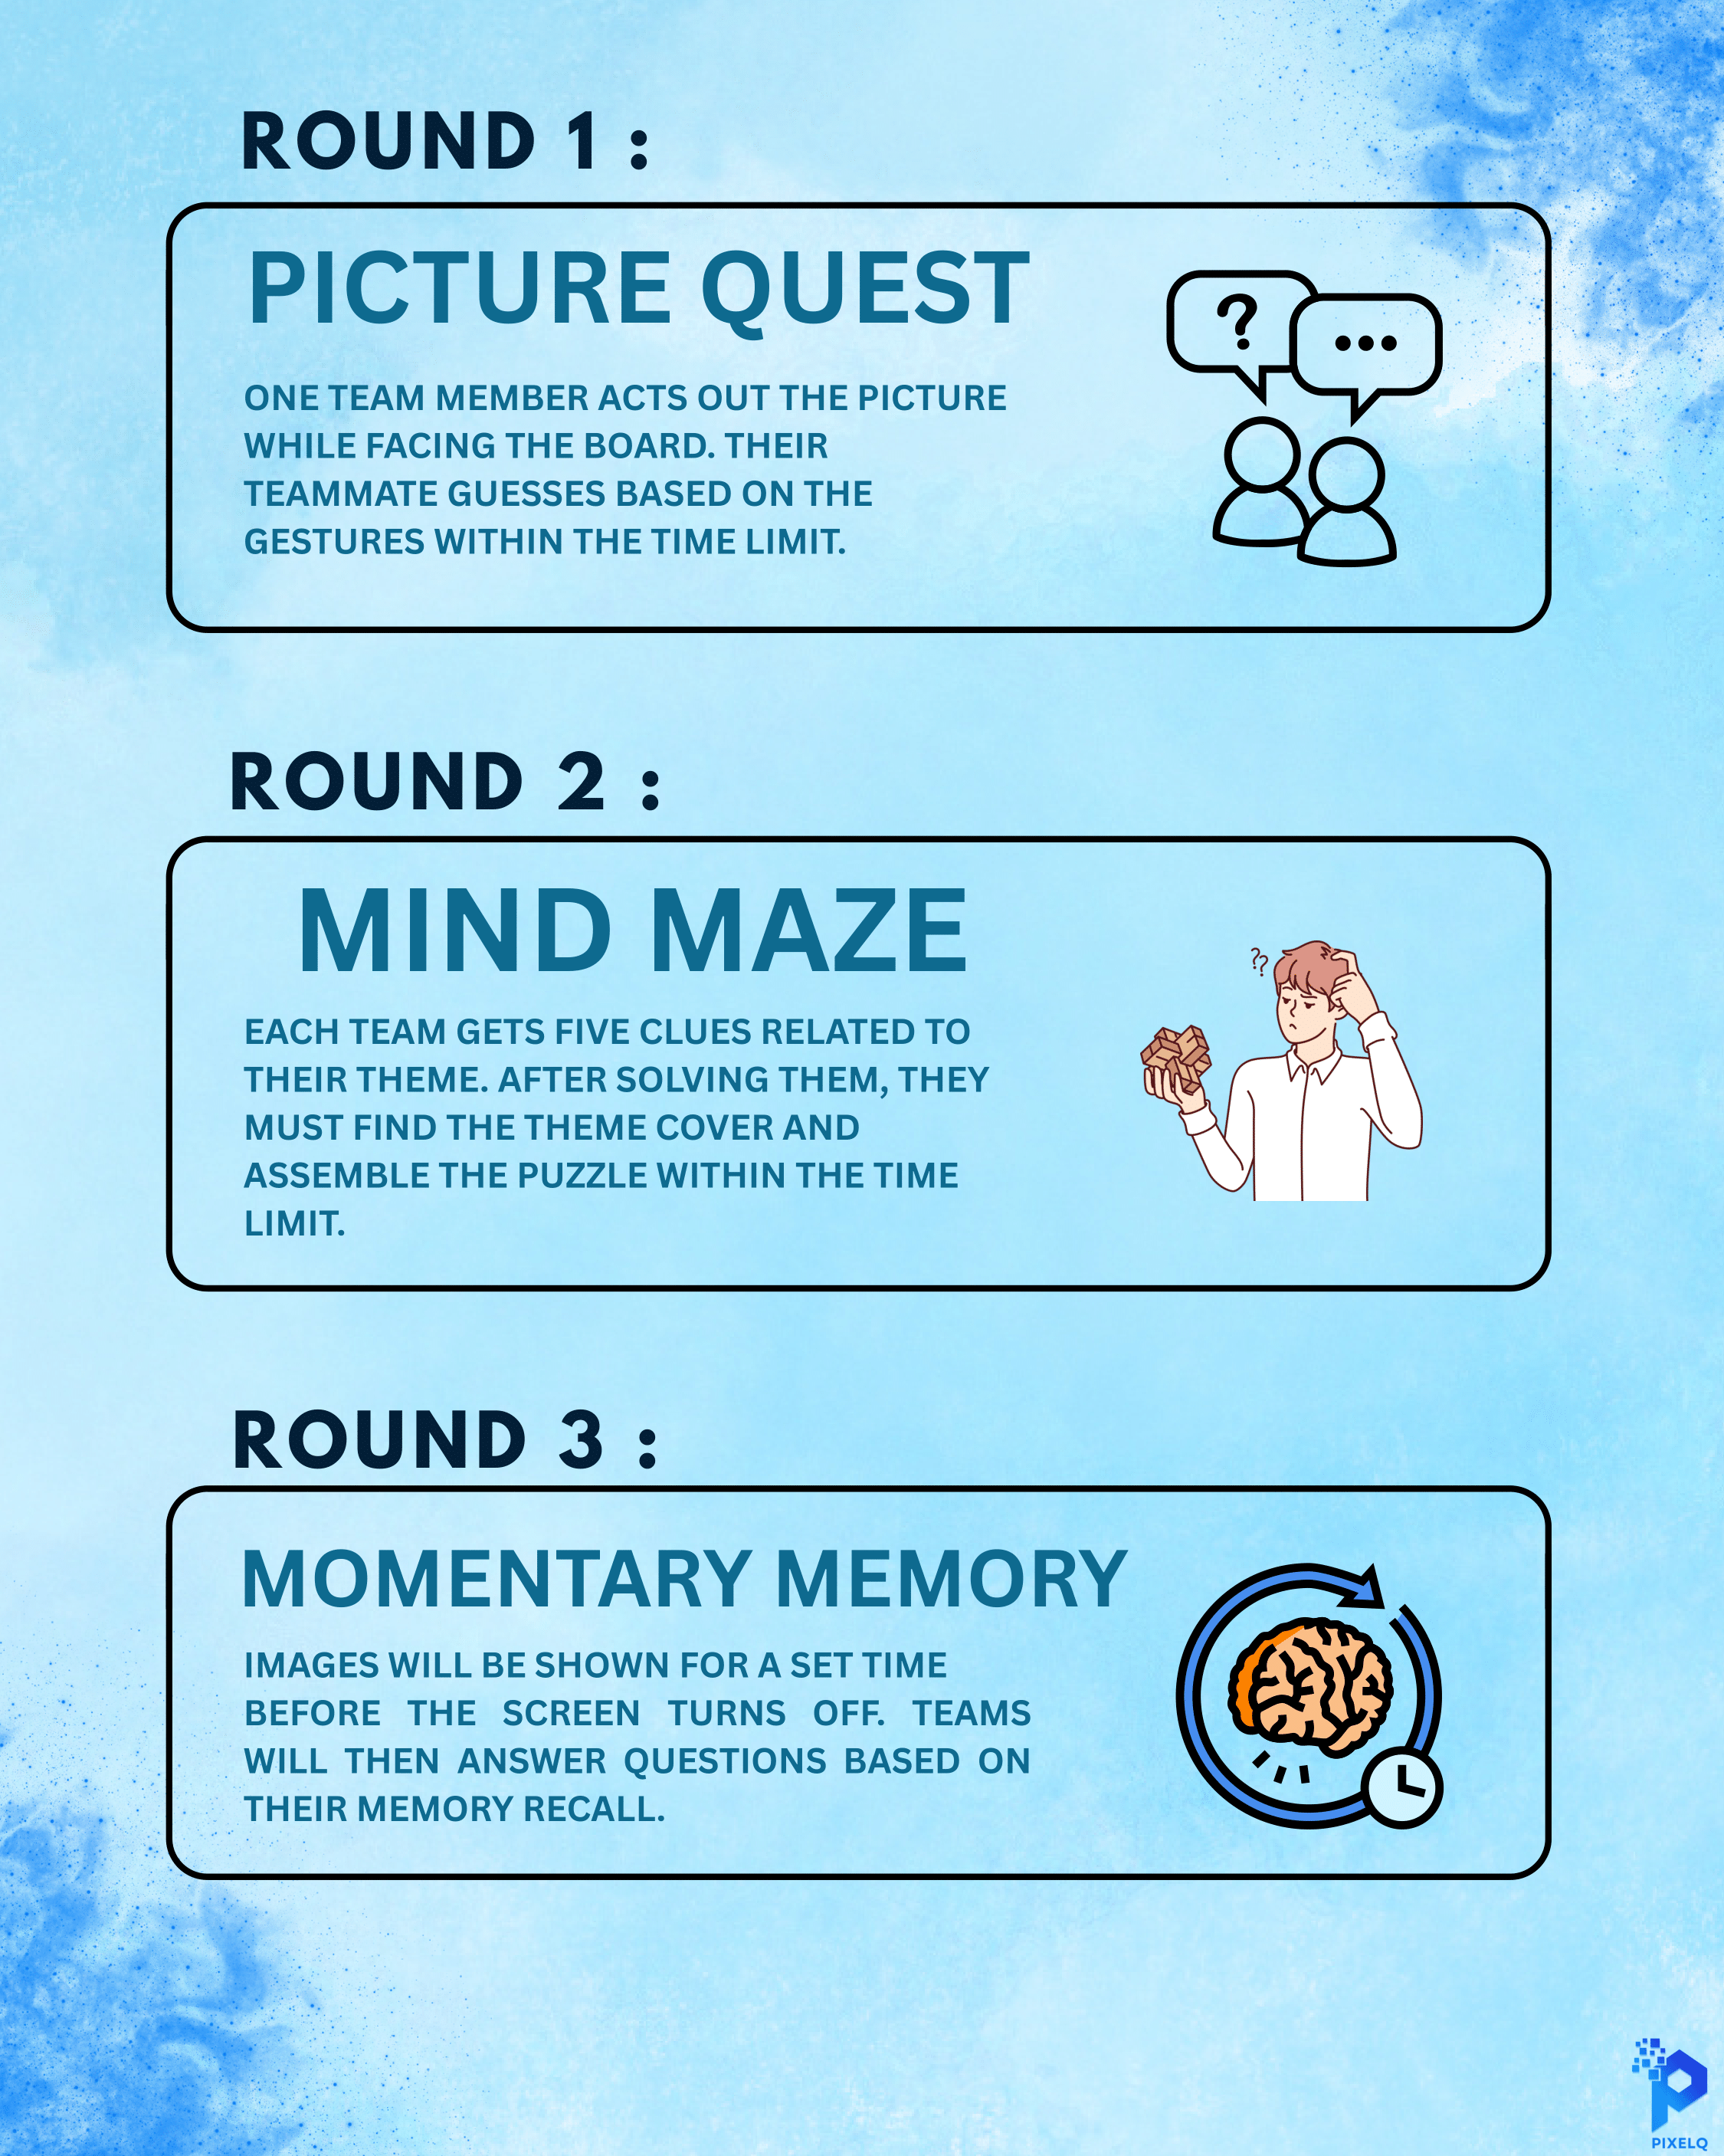 ROUND 1 :
PICTURE QUEST
ONE TEAM MEMBER ACTS OUT THE PICTURE
WHILE FACING THE BOARD. THEIR
TEAMMATE GUESSES BASED ON THE
GESTURES WITHIN THE TIME LIMIT.
?
ROUND 2 :
MIND MAZE
EACH TEAM GETS FIVE CLUES RELATED TO
THEIR THEME. AFTER SOLVING THEM, THEY
MUST FIND THE THEME COVER AND
ASSEMBLE THE PUZZLE WITHIN THE TIME
LIMIT.
??
ROUND 3 :
MOMENTARY MEMORY
IMAGES WILL BE SHOWN FOR A SET TIME
BEFORE THE SCREEN TURNS OFF. TEAMS
WILL THEN ANSWER QUESTIONS BASED ON
THEIR MEMORY RECALL.
PIXELQ